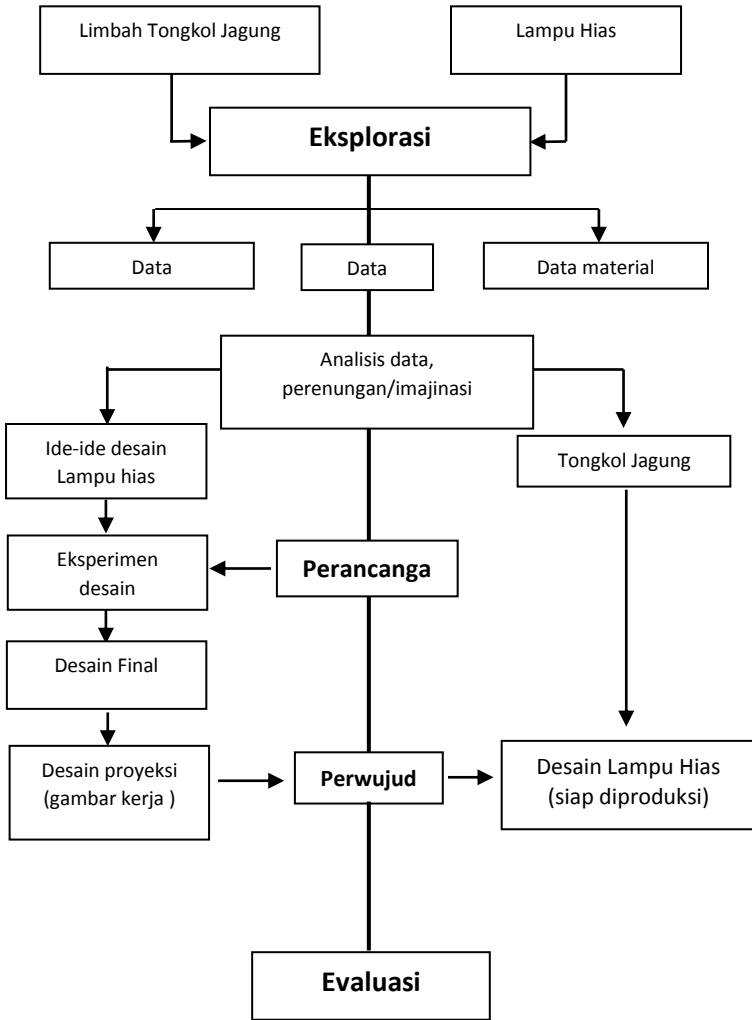 Limbah Tongkol Jagung
Lampu Hias
Eksplorasi
Data
Data
Data material
Analisis data,
perenungan/imajinasi
Ide-ide desain
Lampu hias
Tongkol Jagung
Eksperimen
desain
Perancanga
Desain Final
Desain proyeksi
(gambar kerja )
Perwujud
Desain Lampu Hias
(siap diproduksi)
Evaluasi